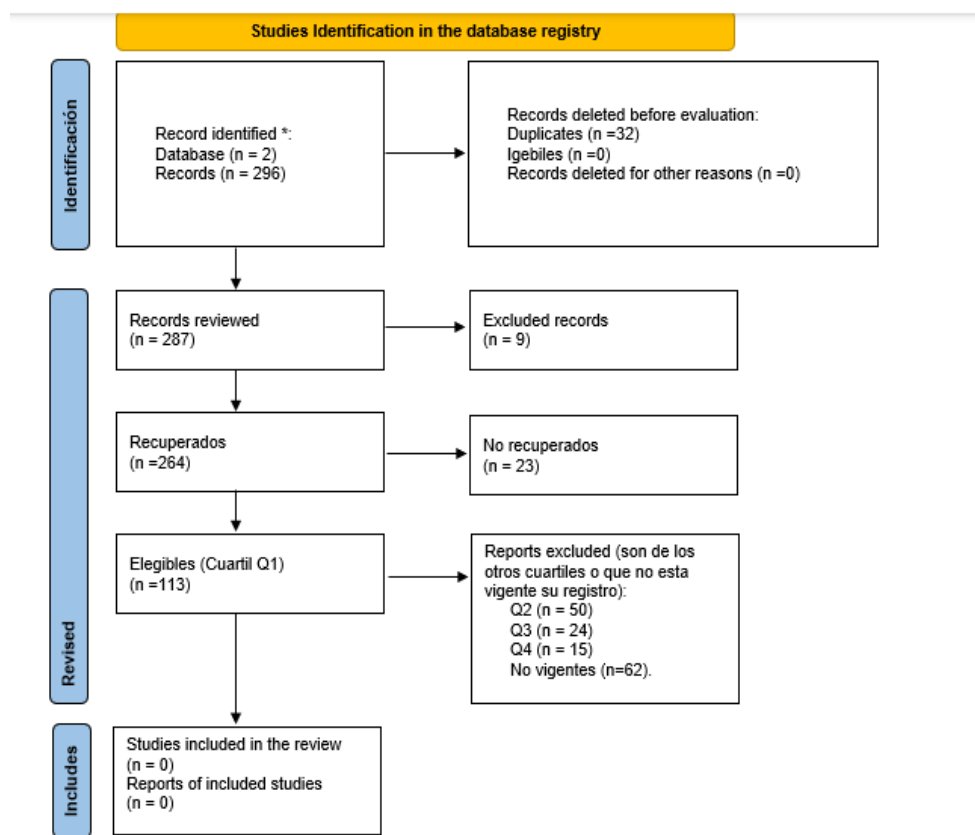 Studies Identification in the database registry
Identificación
Record identified *:
Database (n = 2)
Records (n = 296)
Records deleted before evaluation:
Duplicates (n =32)
Igebiles (n =0)
Records deleted for other reasons (n =0)
Revised
Records reviewed
(n = 287)
Excluded records
(n = 9)
Recuperados
(n =264)
No recuperados
(n = 23)
Elegibles (Cuartil Q1)
(n =113)
Reports excluded (son de los
otros cuartiles o que no esta
vigente su registro):
Q2 (n = 50)
Q3 (n = 24)
Q4 (n = 15)
No vigentes (n=62).
Includes
Studies included in the review
(n = 0)
Reports of included studies
(n = 0)